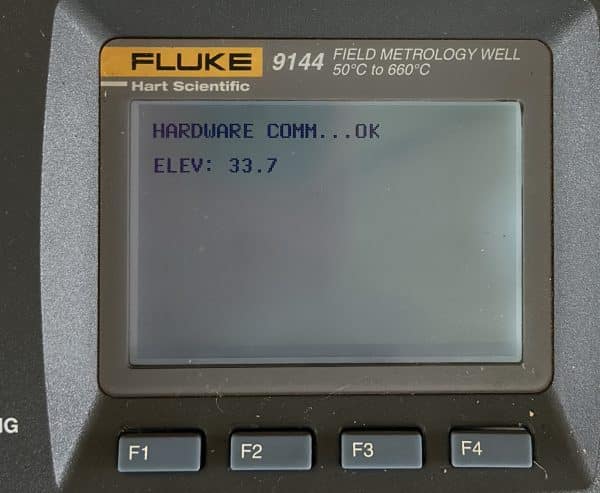 FLUKE 9144 FIELD METROLOGY WELL
50°C to 660°C
Hart Scientific
HARDWARE COMM...OK
ELEV: 33.7
F1 F2 F3 F4